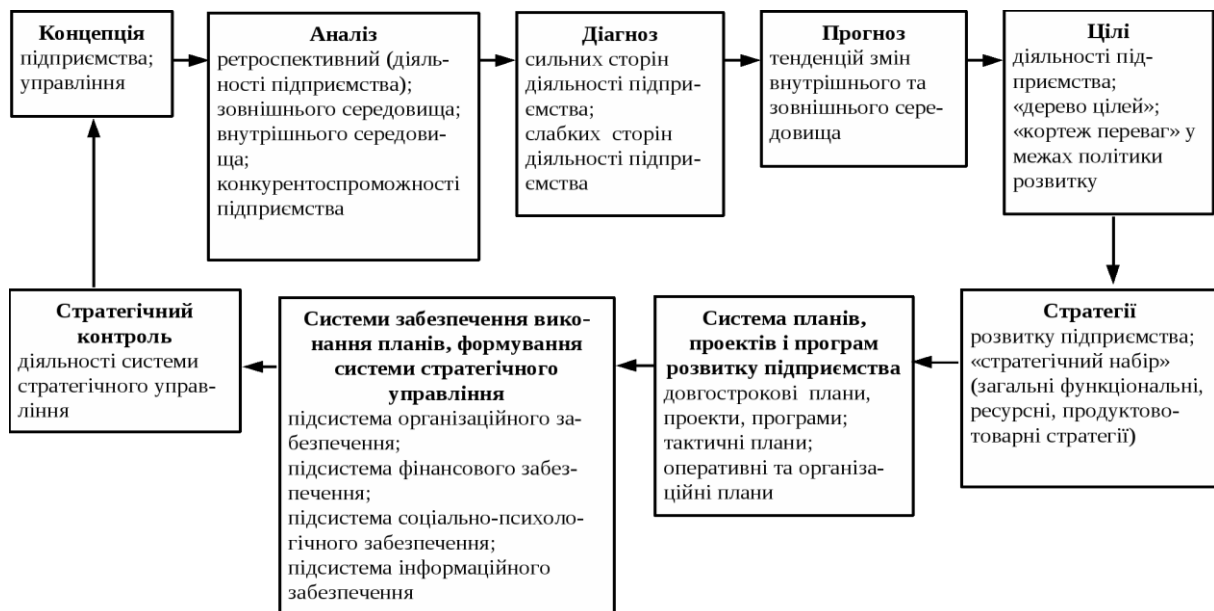 Концепція
підприємства;
управління
Аналіз
ретроспективний (діяль-
ності підприємства);
зовнішнього середовища;
внутрішнього середови-
ща;
конкурентоспроможності
підприємства
Діагноз
сильних сторін
діяльності підпри-
ємства;
слабких сторін
діяльності підпри-
ємства
Прогноз
тенденцій змін
внутрішнього та
зовнішнього сере-
довища
Цілі
діяльності під-
приємства;
«дерево цілей»;
«кортеж переваг» у
межах політики
розвитку
Стратегії
розвитку підприємства;
«стратегічний набір»
(загальні функціональні,
ресурсні, продуктово-
товарні стратегії)
Система планів,
проектів і програм
розвитку підприємства
довгострокові плани,
проекти, програми;
тактичні плани;
оперативні та організа-
ційні плани
Системи забезпечення вико-
нання планів, формування
системи стратегічного
управління
підсистема організаційного за-
безпечення;
підсистема фінансового забез-
печення;
підсистема соціально-психоло-
гічного забезпечення;
підсистема інформаційного
забезпечення
Стратегічний
контроль
діяльності системи
стратегічного управ-
ління